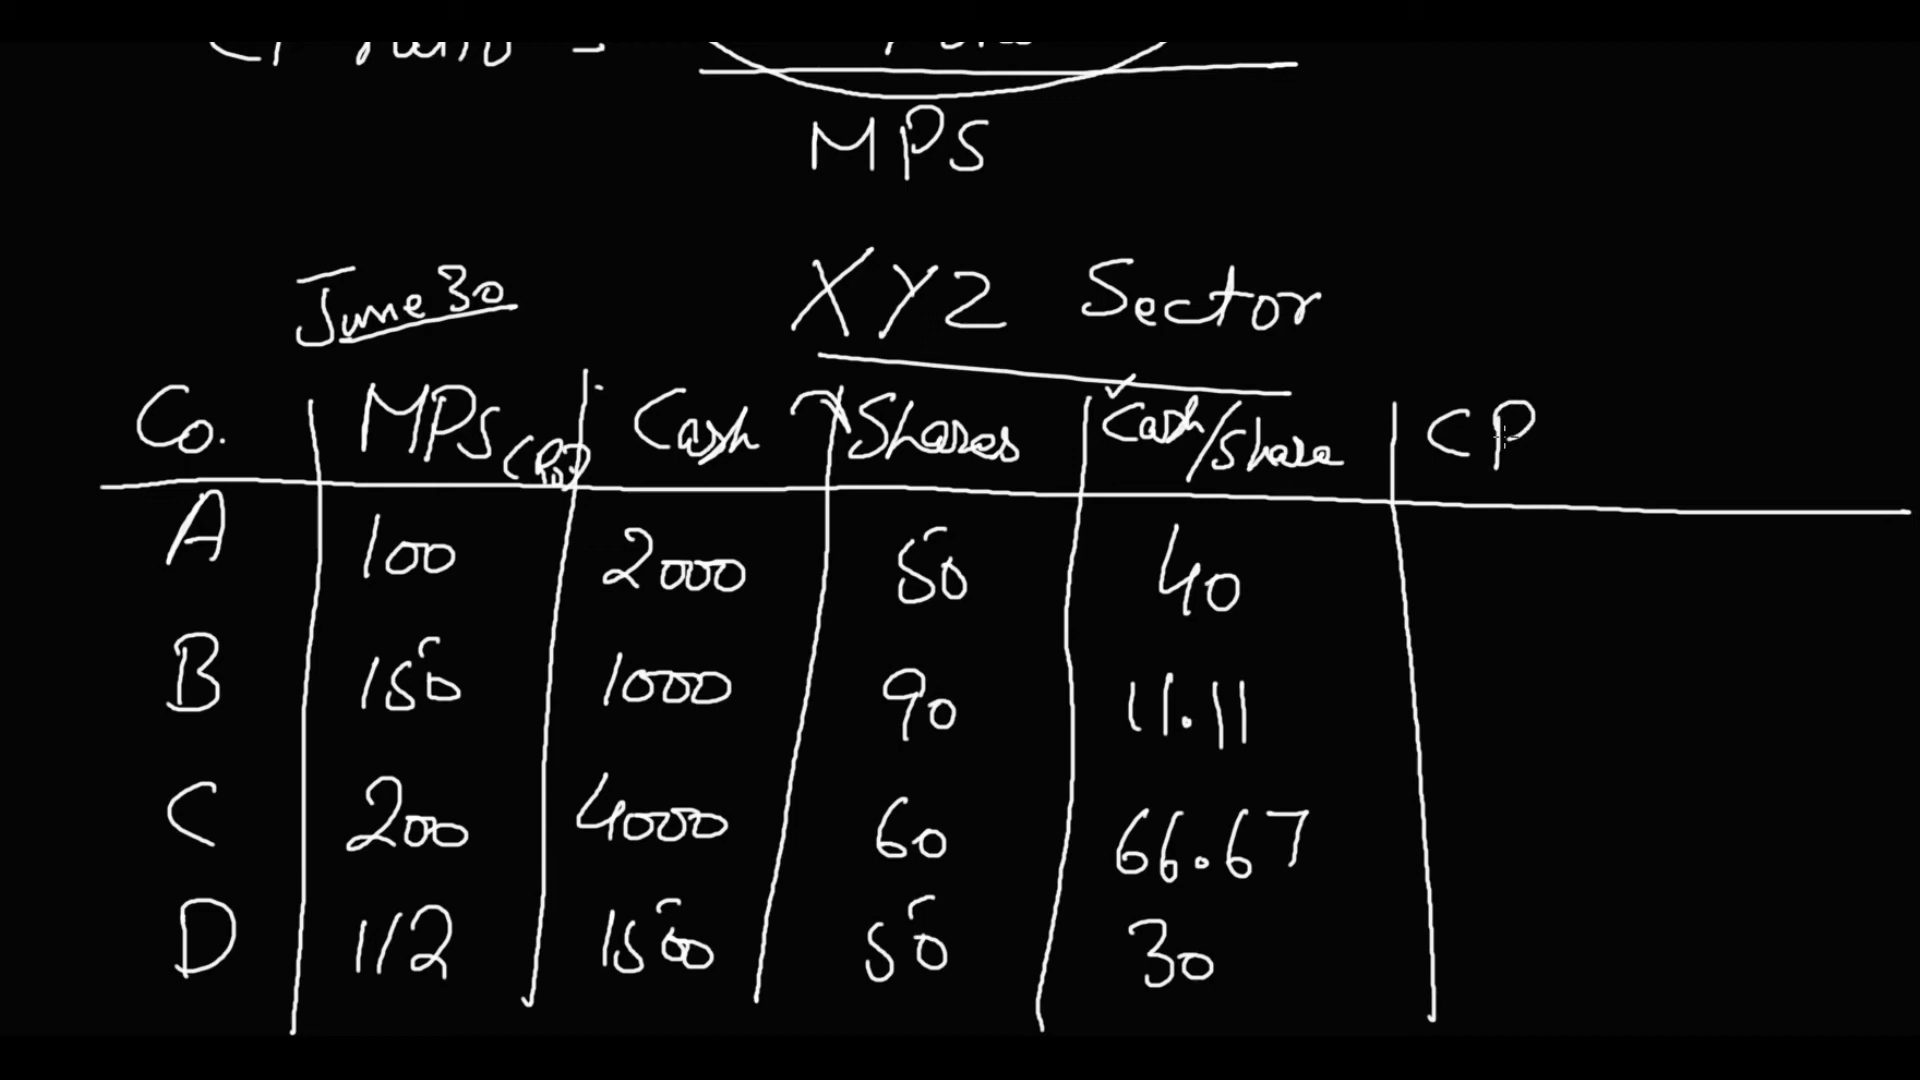 MPS
June 30
XYZ Sector
Co. MPS Cash Shares Cash/Share CP
A 100 2000 50 40
B 150 1000 90 11.11
C 200 4000 60 66.67
D 112 1500 50 30